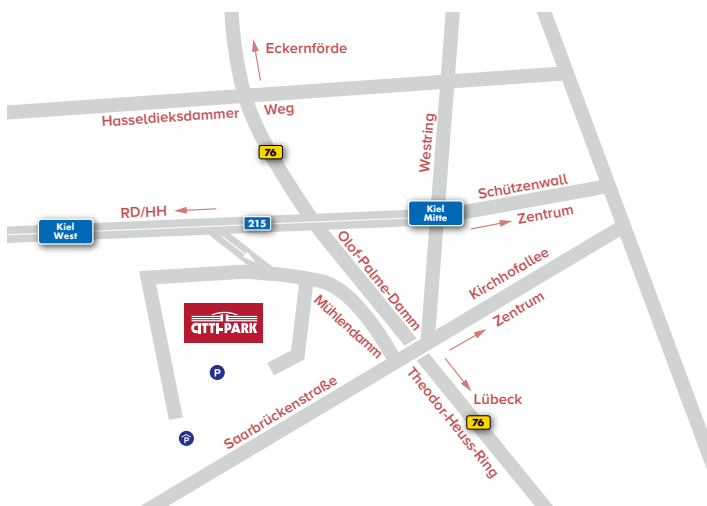 Eckernförde
Hasseldieksdammer Weg
76
Westring
Schützenwall
RD/HH
Kiel
West
215
Kiel
Mitte
Zentrum
Olof-Palme-Damm
Kirchhofallee
Mühlendamm
Zentrum
CITTI-PARK
P
Saarbrückenstraße
Theodor-Heuss-Ring
Lübeck
76
P